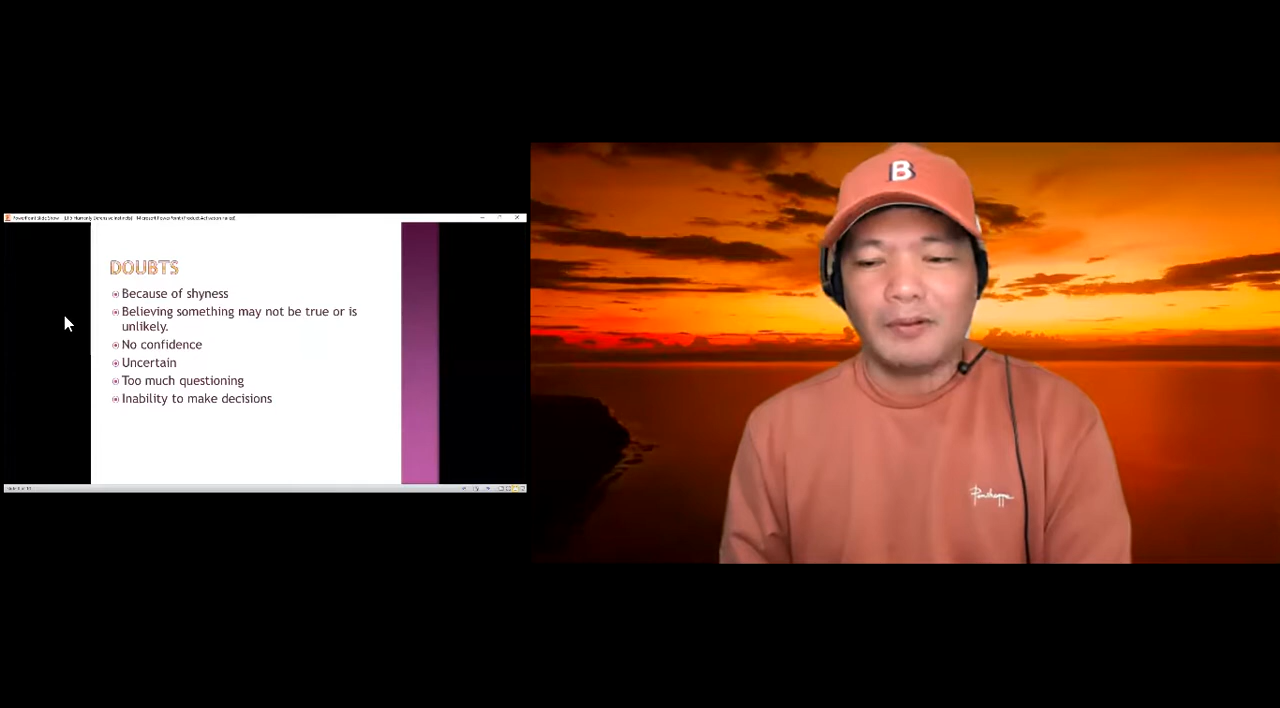 DOUBTS
Because of shyness
Believing something may not be true or is
unlikely.
No confidence
Uncertain
Too much questioning
Inability to make decisions
B